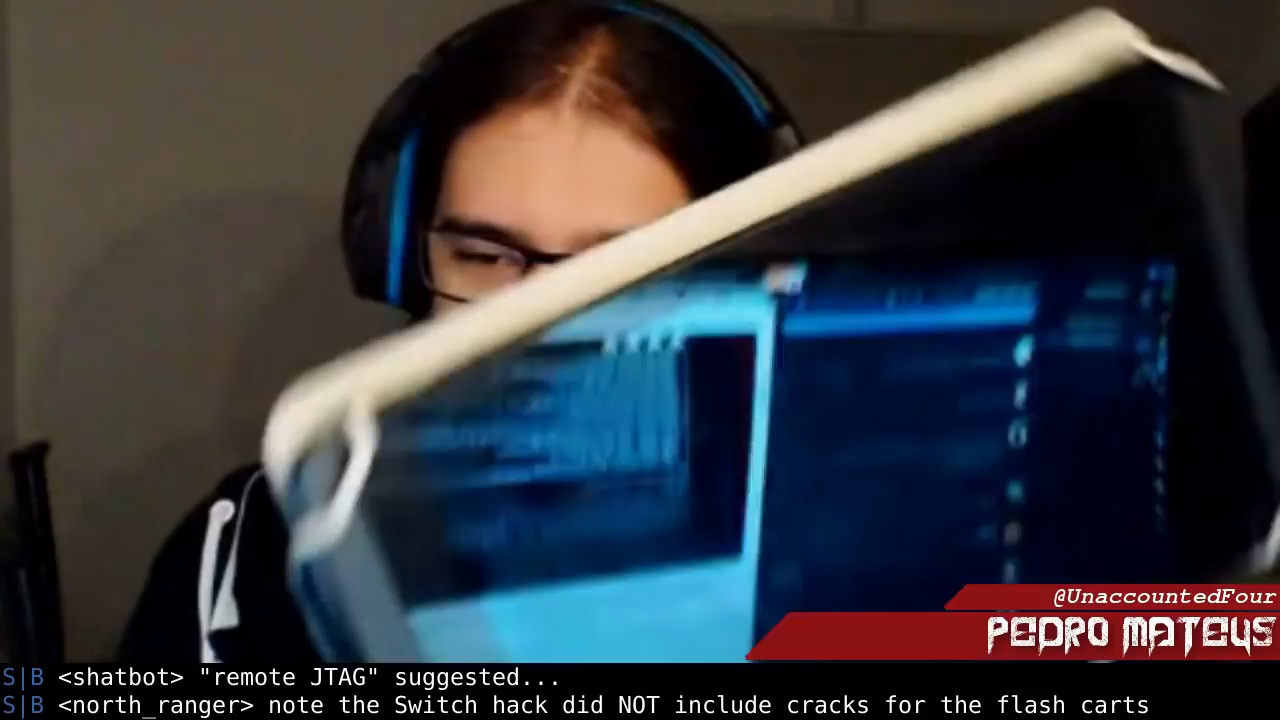 @UnaccountedFour
PEDRO MATEUS
S|B <shatbot> "remote JTAG" suggested...
S|B <north_ranger> note the Switch hack did NOT include cracks for the flash carts